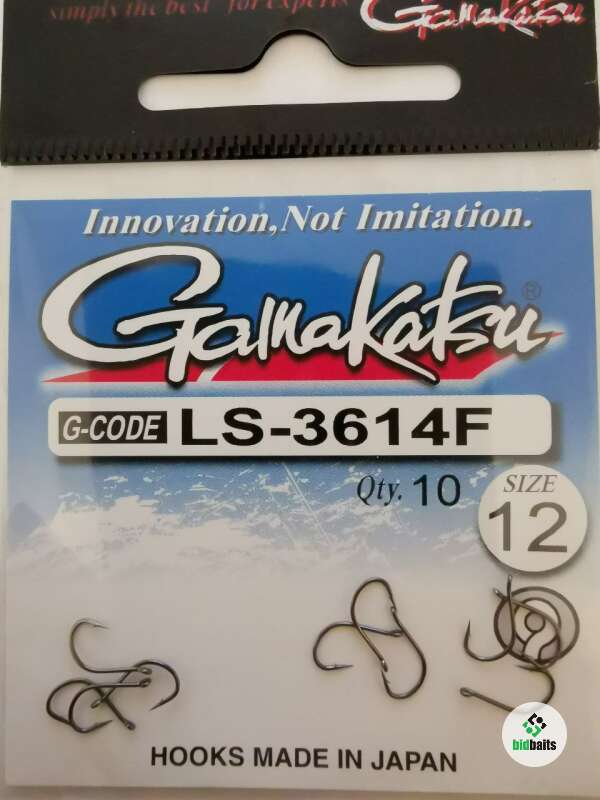 simply the best for experts
Gamakatsu
Innovation, Not Imitation.
Gamakatsu®
G-CODE LS-3614F
Qty. 10
SIZE
12
HOOKS MADE IN JAPAN
bidbaits